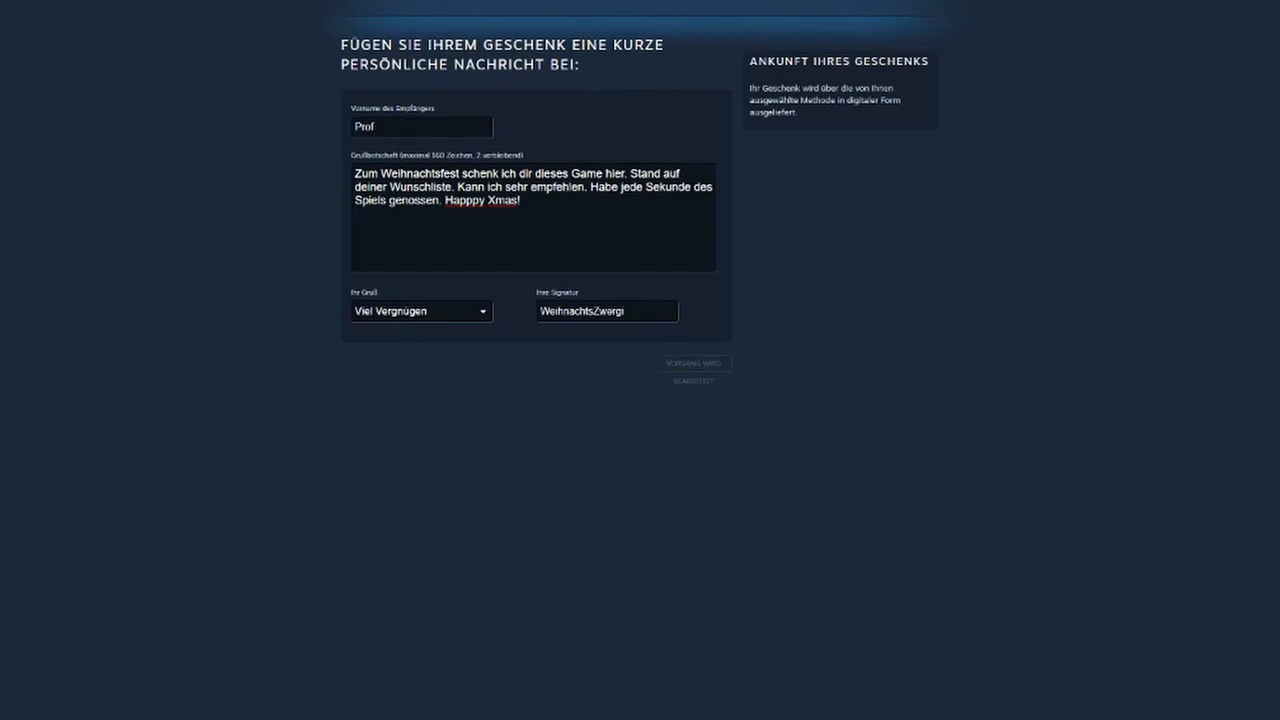 FÜGEN SIE IHREM GESCHENK EINE KURZE
PERSÖNLICHE NACHRICHT BEI:
ANKUNFT IHRES GESCHENKS
Ihr Geschenk wird über die von Ihnen
ausgewählte Methode in digitaler Form
ausgeliefert.
Vorname des Empfängers
Prof
Grußbotschaft (maximal 160 Zeichen, 2 verbleibend)
Zum Weihnachtsfest schenk ich dir dieses Game hier. Stand auf
deiner Wunschliste. Kann ich sehr empfehlen. Habe jede Sekunde des
Spiels genossen. Happpy Xmas!
Ihr Gruß
Ihre Signatur
Viel Vergnügen
WeihnachtsZwergi
VORGANG WIRD
BEARBEITET